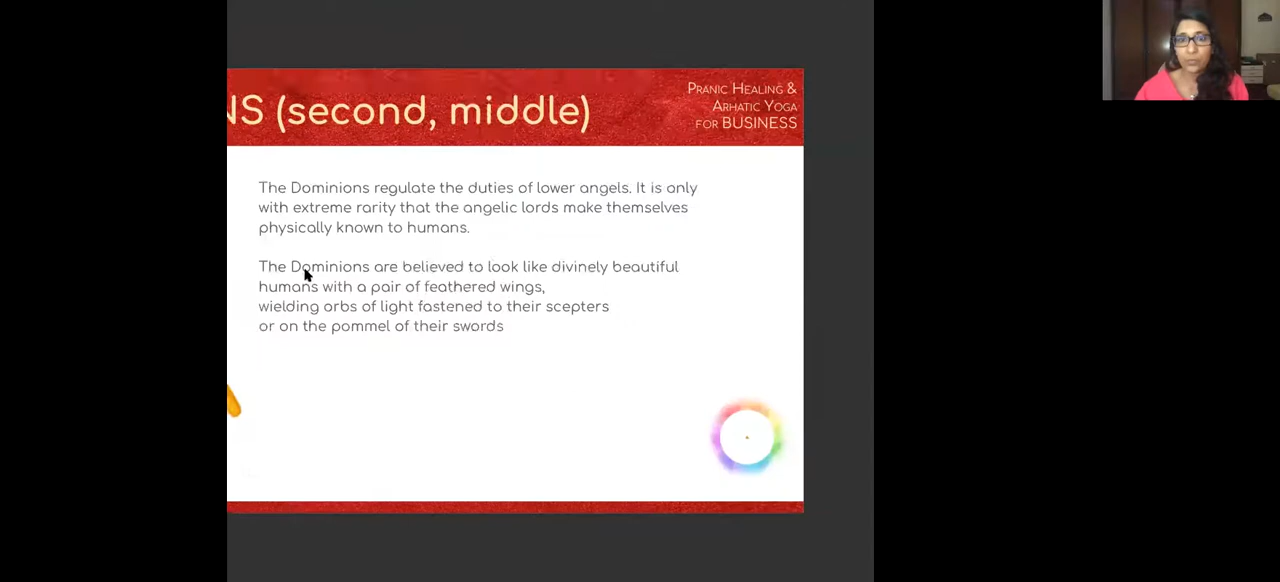 NS (second, middle)
PRANIC HEALING &
ARHATIC YOGA
FOR BUSINESS
The Dominions regulate the duties of lower angels. It is only
with extreme rarity that the angelic lords make themselves
physically known to humans.
The Dominions are believed to look like divinely beautiful
humans with a pair of feathered wings,
wielding orbs of light fastened to their scepters
or on the pommel of their swords